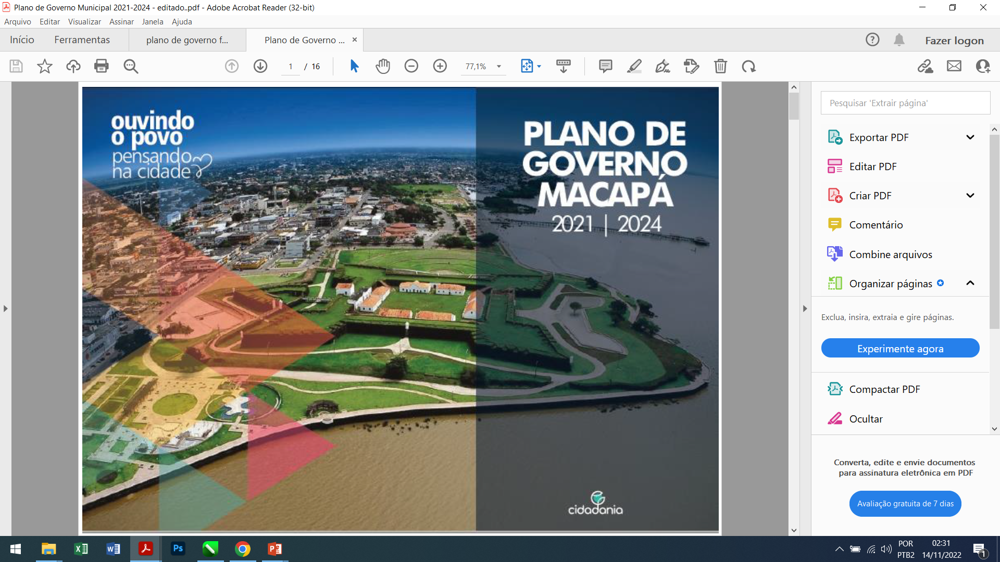 Plano de Governo Municipal 2021-2024 - editado..pdf - Adobe Acrobat Reader (32-bit)
Arquivo Editar Visualizar Assinar Janela Ajuda
Início Ferramentas plano de governo f... Plano de Governo ... Fazer logon
1 / 16 77,1%
ouvindo
o povo
pensando
na cidade
PLANO DE
GOVERNO
MACAPÁ
2021 | 2024
cidadania
Pesquisar 'Extrair página'
Exportar PDF
Editar PDF
Criar PDF
Comentário
Combine arquivos
Organizar páginas
Exclua, insira, extraia e gire páginas.
Experimente agora
Compactar PDF
Ocultar
Converta, edite e envie documentos
para assinatura eletrônica em PDF
Avaliação gratuita de 7 dias
POR
PTB2
02:31
14/11/2022
1